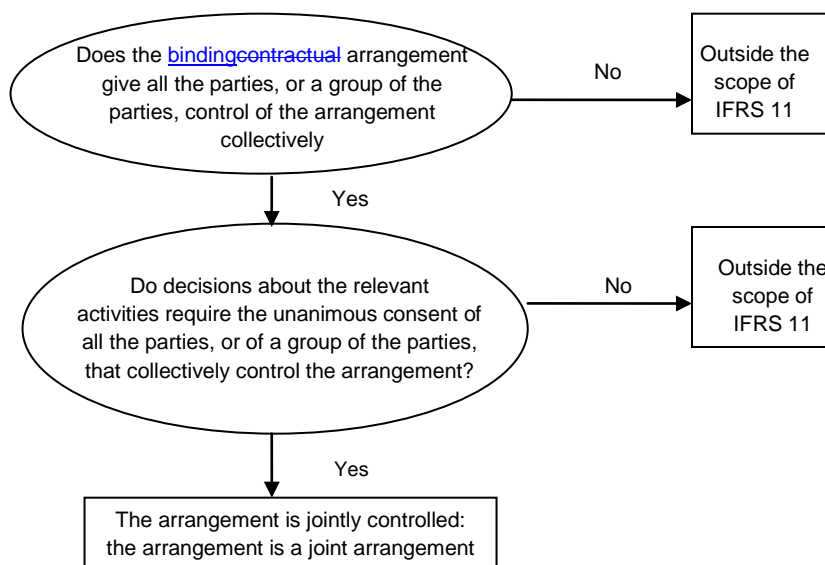 Does the bindingcontractual arrangement
give all the parties, or a group of the
parties, control of the arrangement
collectively
No
Outside the
scope of
IFRS 11
Yes
Do decisions about the relevant
activities require the unanimous consent of
all the parties, or of a group of the parties,
that collectively control the arrangement?
No
Outside the
scope of
IFRS 11
Yes
The arrangement is jointly controlled:
the arrangement is a joint arrangement